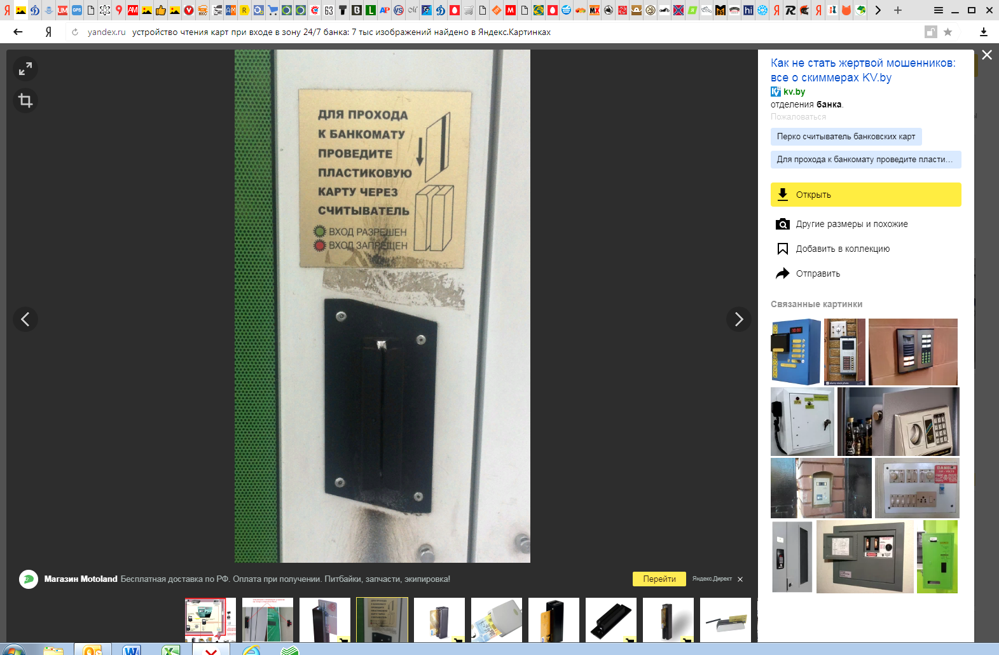 yandex.ru устройство чтения карт при входе в зону 24/7 банка: 7 тыс изображений найдено в Яндекс.Картинках
ДЛЯ ПРОХОДА
К БАНКОМАТУ
ПРОВЕДИТЕ
ПЛАСТИКОВУЮ
КАРТУ ЧЕРЕЗ
СЧИТЫВАТЕЛЬ
ВХОД РАЗРЕШЕН
ВХОД ЗАПРЕЩЕН
Как не стать жертвой мошенников:
все о скиммерах KV.by
kv.by
отделения банка.
Пожаловаться
Перко считыватель банковских карт
Для прохода к банкомату проведите пласти...
Открыть
Другие размеры и похожие
Добавить в коллекцию
Отправить
Связанные картинки
Магазин Motoland Бесплатная доставка по РФ. Оплата при получении. Питбайки, запчасти, экипировка!
Перейти
Яндекс.Директ